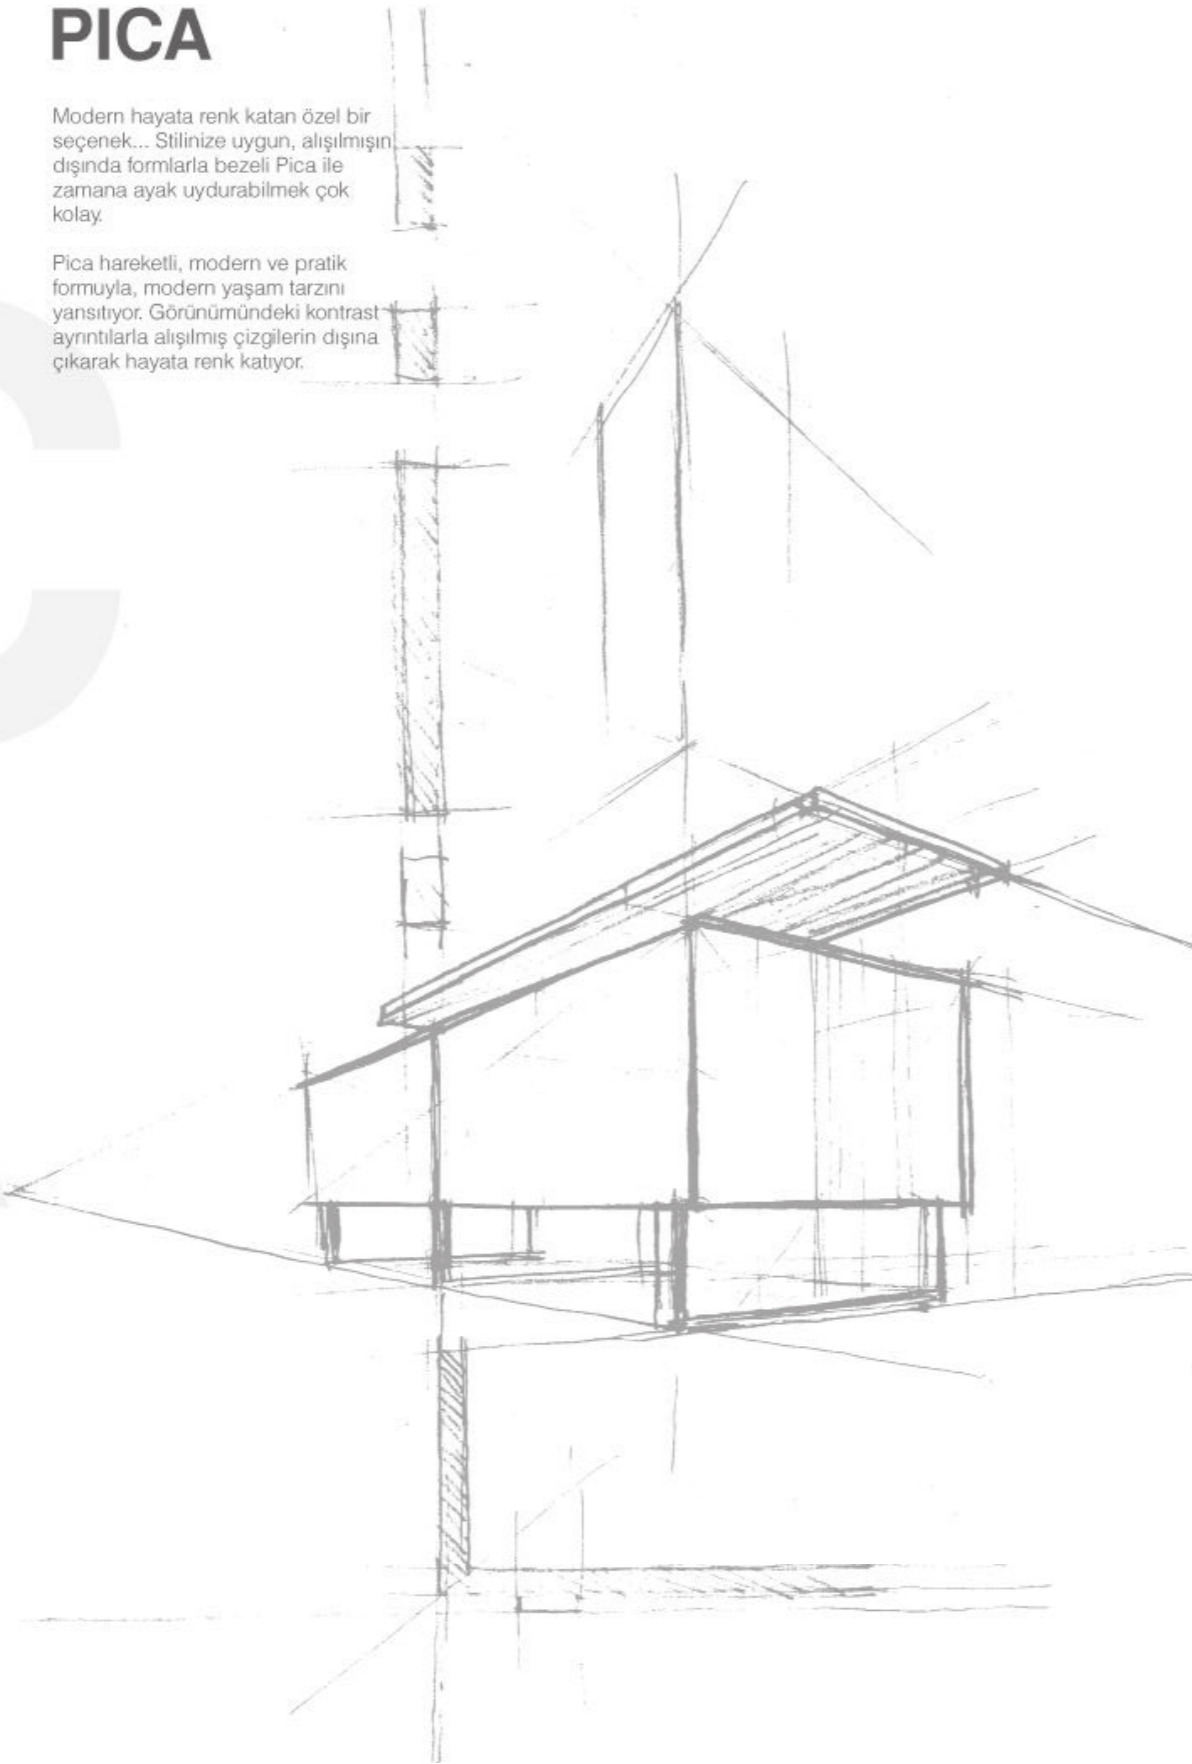 PICA
Modern hayata renk katan özel bir
seçenek... Stilinize uygun, alışılmışın
dışında formlarla bezeli Pica ile
zamana ayak uydurabilmek çok
kolay.
Pica hareketli, modern ve pratik
formuyla, modern yaşam tarzını
yansıtıyor. Görünümündeki kontrast
ayrıntılarla alışılmış çizgilerin dışına
çıkarak hayata renk katıyor.